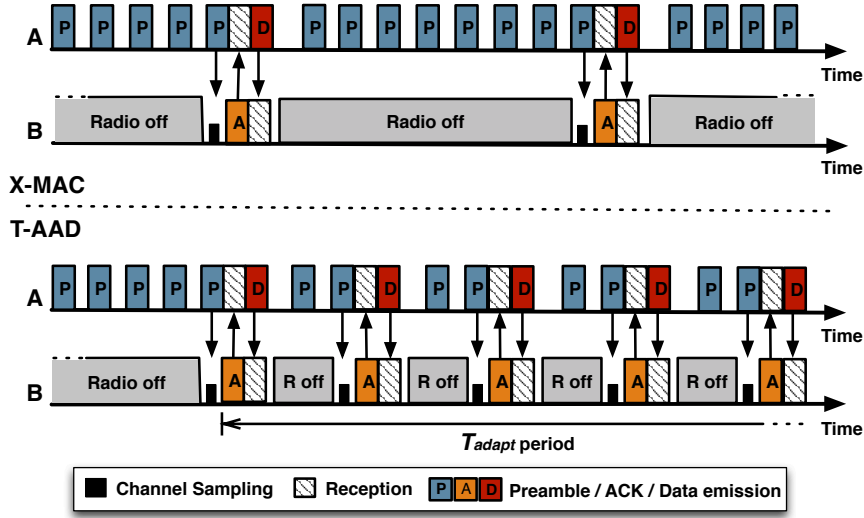 A P P P P P D P P P P P P P P D P P P P
Time
B Radio off A Radio off A Radio off
Time
X-MAC
T-AAD
A P P P P P D P P D P P D P P D P P D
Time
B Radio off A R off A R off A R off A R off A
Time
Tadapt period
Channel Sampling Reception P A D Preamble / ACK / Data emission